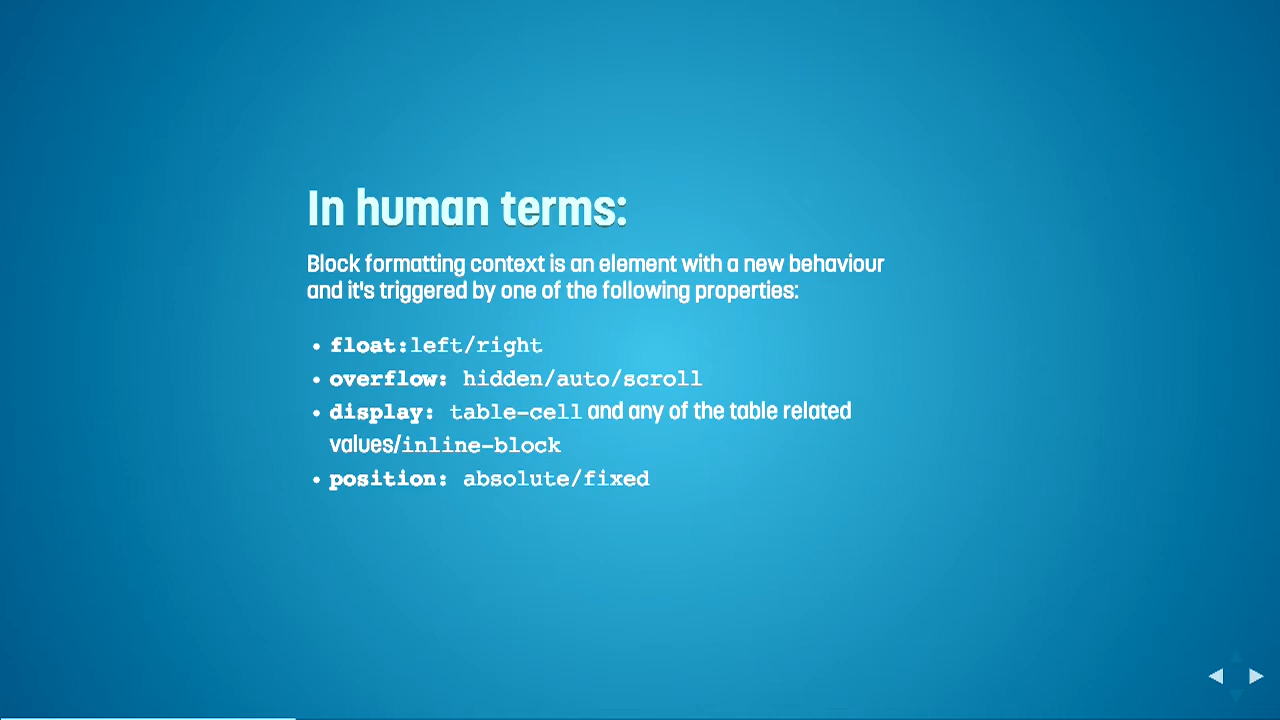 In human terms:
Block formatting context is an element with a new behaviour
and it's triggered by one of the following properties:
• float:left/right
• overflow: hidden/auto/scroll
• display: table-cell and any of the table related
values/inline-block
• position: absolute/fixed